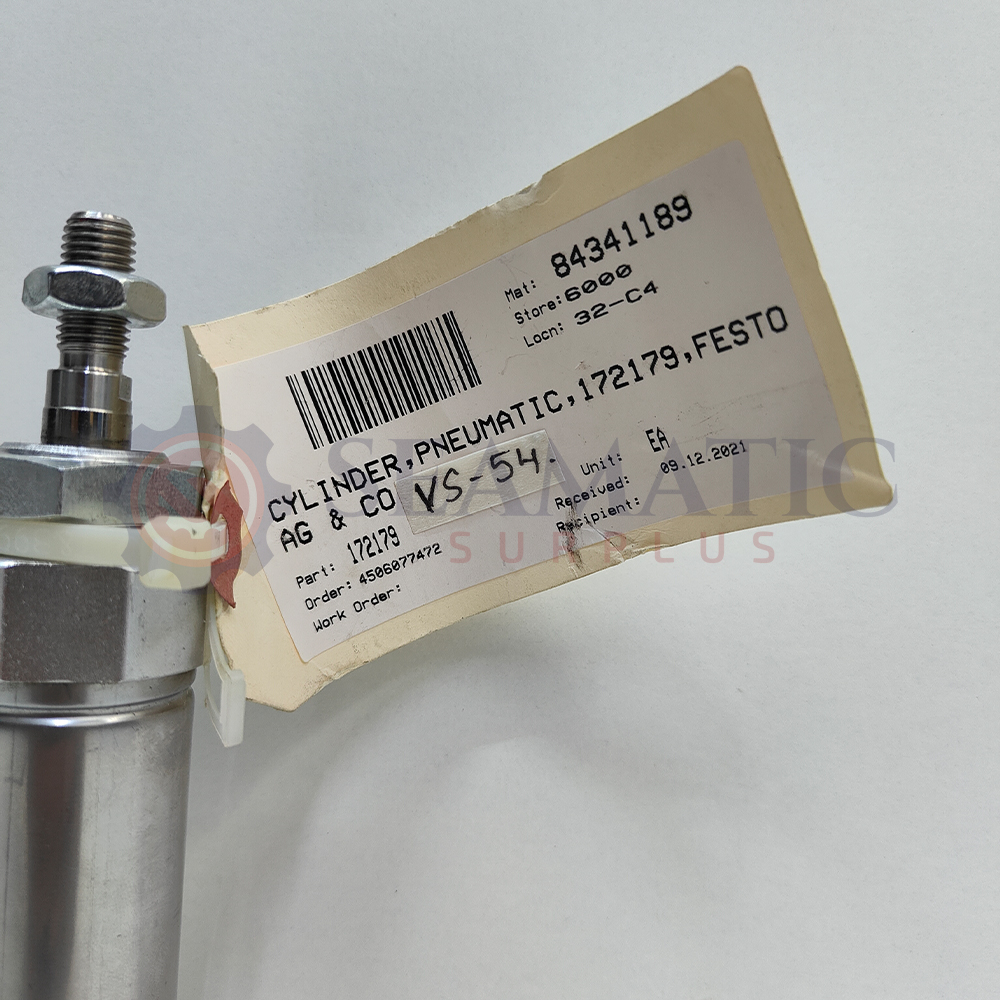 Mat: 84341189
Store:6000
Locn: 32-C4
CYLINDER,PNEUMATIC,172179,FESTO
AG & CO
VS-54.
Part: 172179
Order: 4506077472
Work Order:
Unit: EA
Received: 09.12.2021
Recipient:
SEAMATIC
SURPLUS